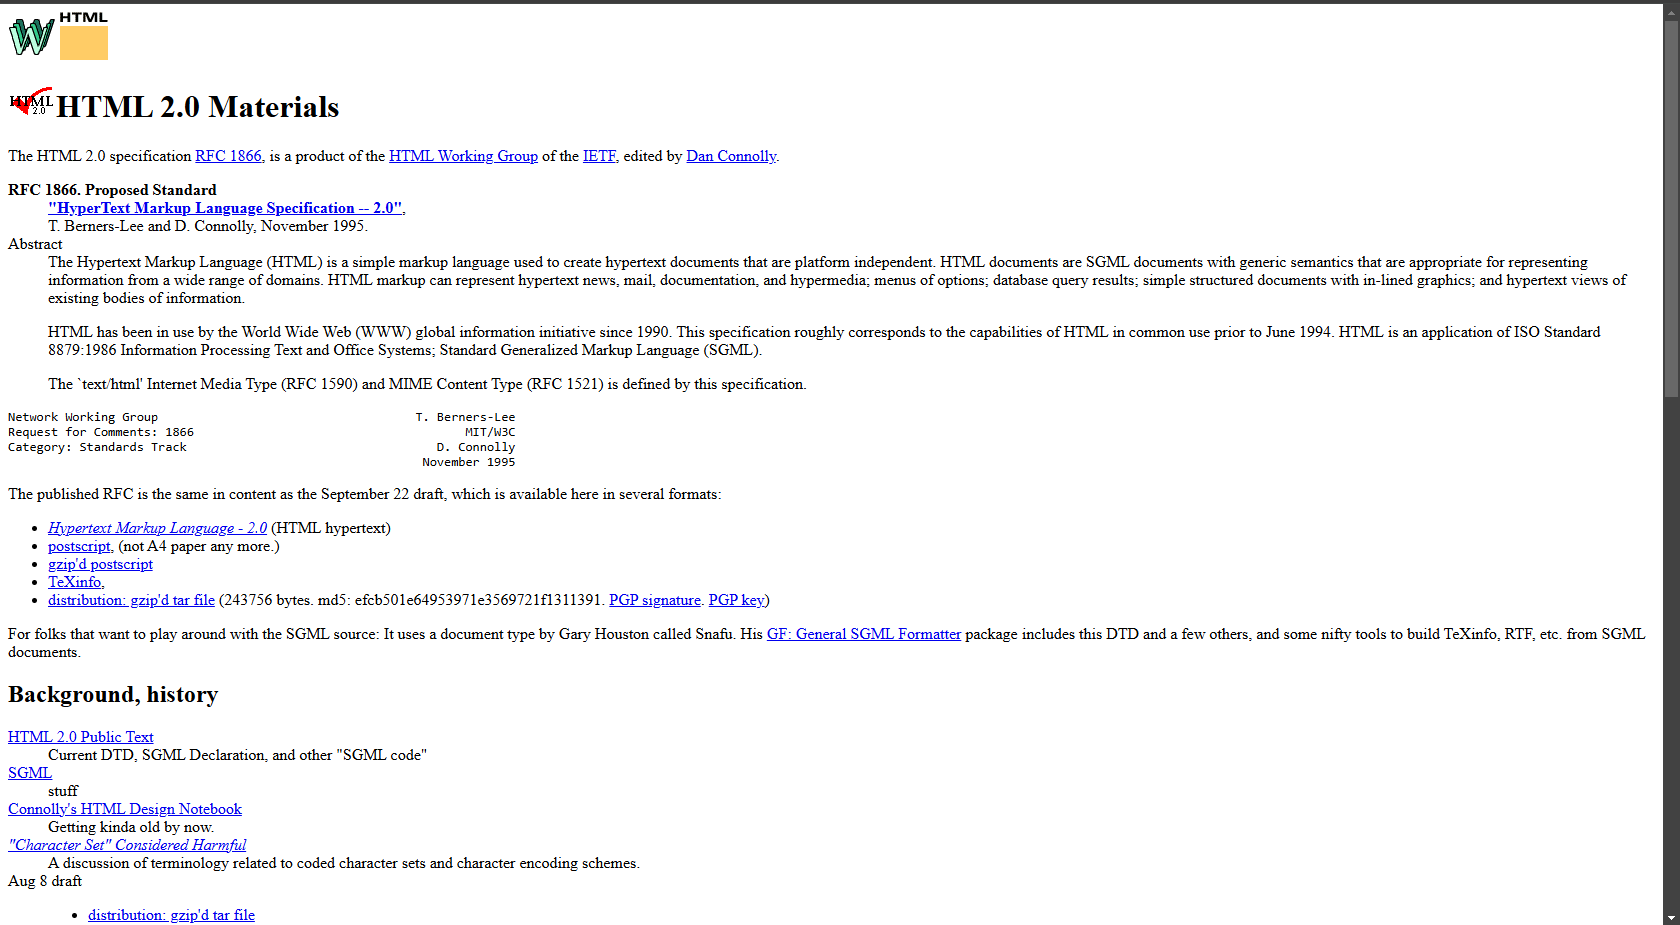 W HTML
HTML 2.0 HTML 2.0 Materials
The HTML 2.0 specification RFC 1866, is a product of the HTML Working Group of the IETF, edited by Dan Connolly.
RFC 1866. Proposed Standard
"HyperText Markup Language Specification -- 2.0",
T. Berners-Lee and D. Connolly, November 1995.
Abstract
The Hypertext Markup Language (HTML) is a simple markup language used to create hypertext documents that are platform independent. HTML documents are SGML documents with generic semantics that are appropriate for representing
information from a wide range of domains. HTML markup can represent hypertext news, mail, documentation, and hypermedia; menus of options; database query results; simple structured documents with in-lined graphics; and hypertext views of
existing bodies of information.
HTML has been in use by the World Wide Web (WWW) global information initiative since 1990. This specification roughly corresponds to the capabilities of HTML in common use prior to June 1994. HTML is an application of ISO Standard
8879:1986 Information Processing Text and Office Systems; Standard Generalized Markup Language (SGML).
The `text/html' Internet Media Type (RFC 1590) and MIME Content Type (RFC 1521) is defined by this specification.
Network Working Group T. Berners-Lee
Request for Comments: 1866 MIT/W3C
Category: Standards Track D. Connolly
November 1995
The published RFC is the same in content as the September 22 draft, which is available here in several formats:
• Hypertext Markup Language - 2.0 (HTML hypertext)
• postscript, (not A4 paper any more.)
• gzip'd postscript
• TeXinfo,
• distribution: gzip'd tar file (243756 bytes. md5: efcb501e64953971e3569721f1311391. PGP signature. PGP key)
For folks that want to play around with the SGML source: It uses a document type by Gary Houston called Snafu. His GF: General SGML Formatter package includes this DTD and a few others, and some nifty tools to build TeXinfo, RTF, etc. from SGML
documents.
Background, history
HTML 2.0 Public Text
Current DTD, SGML Declaration, and other "SGML code"
SGML
stuff
Connolly's HTML Design Notebook
Getting kinda old by now.
"Character Set" Considered Harmful
A discussion of terminology related to coded character sets and character encoding schemes.
Aug 8 draft
• distribution: gzip'd tar file